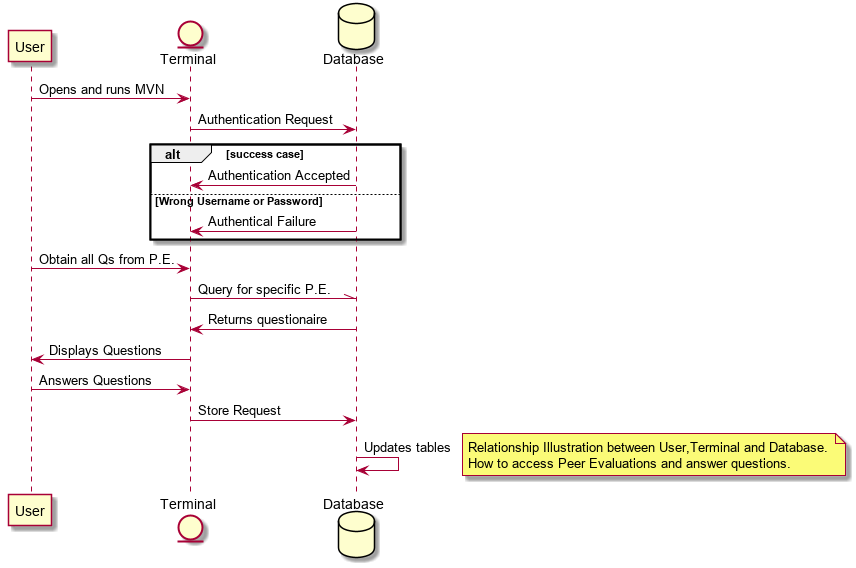 User
Terminal
Database
Opens and runs MVN
Authentication Request
alt
[success case]
Authentication Accepted
[Wrong Username or Password]
Authentical Failure
Obtain all Qs from P.E.
Query for specific P.E.
Returns questionaire
Displays Questions
Answers Questions
Store Request
Updates tables
Relationship Illustration between User,Terminal and Database.
How to access Peer Evaluations and answer questions.
User
Terminal
Database